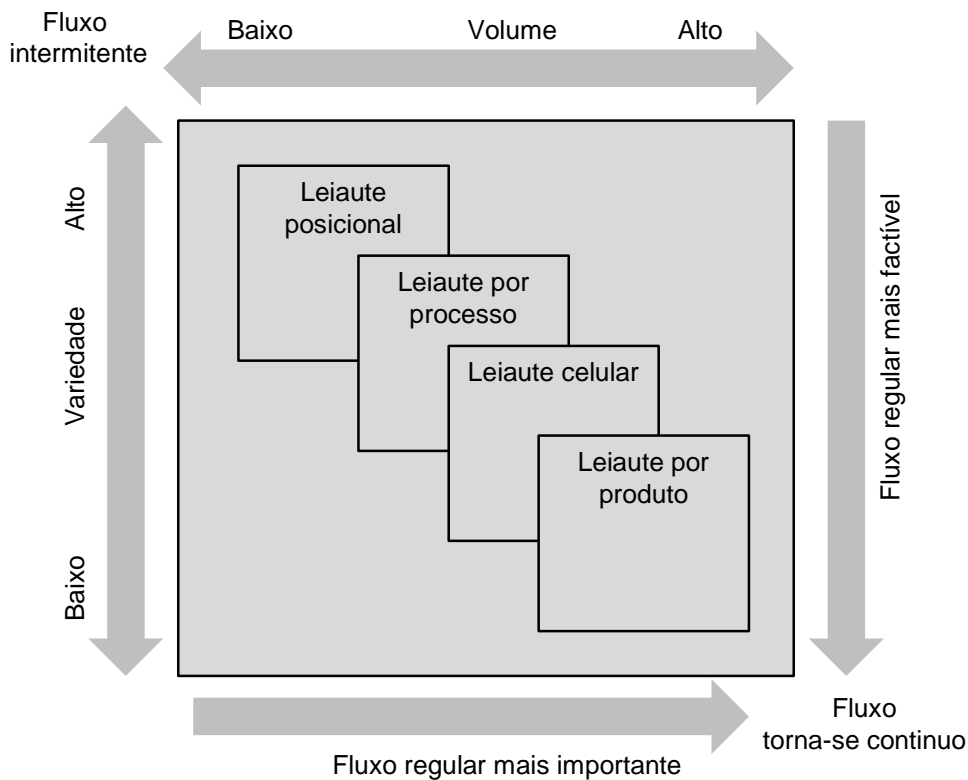 Fluxo
intermitente
Baixo
Volume
Alto
Alto
Variedade
Baixo
Leiaute
posicional
Leiaute por
processo
Leiaute celular
Leiaute por
produto
Fluxo regular mais factível
Fluxo regular mais importante
Fluxo
torna-se continuo